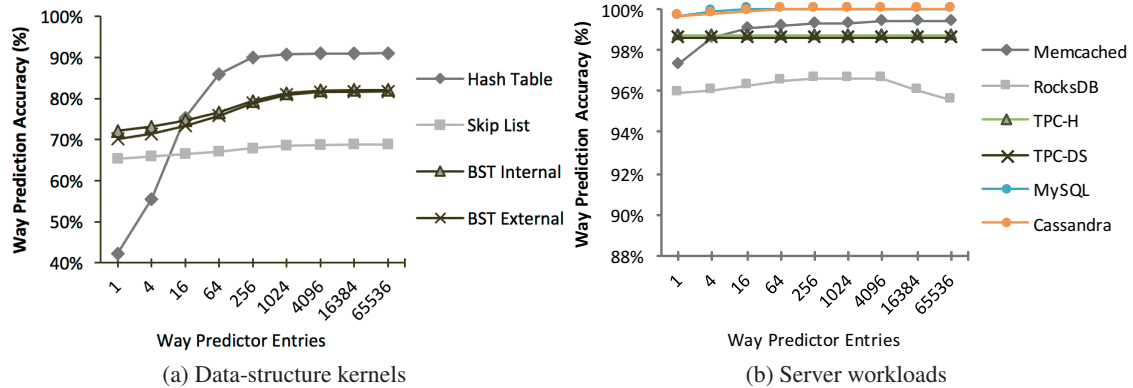 Way Prediction Accuracy (%)
100%
90%
80%
70%
60%
50%
40%
1
4
16
64
256
1024
4096
16384
65536
Way Predictor Entries
Hash Table
Skip List
BST Internal
BST External
(a) Data-structure kernels
Way Prediction Accuracy (%)
100%
98%
96%
94%
92%
90%
88%
1
4
16
64
256
1024
4096
16384
65536
Way Predictor Entries
Memcached
RocksDB
TPC-H
TPC-DS
MySQL
Cassandra
(b) Server workloads